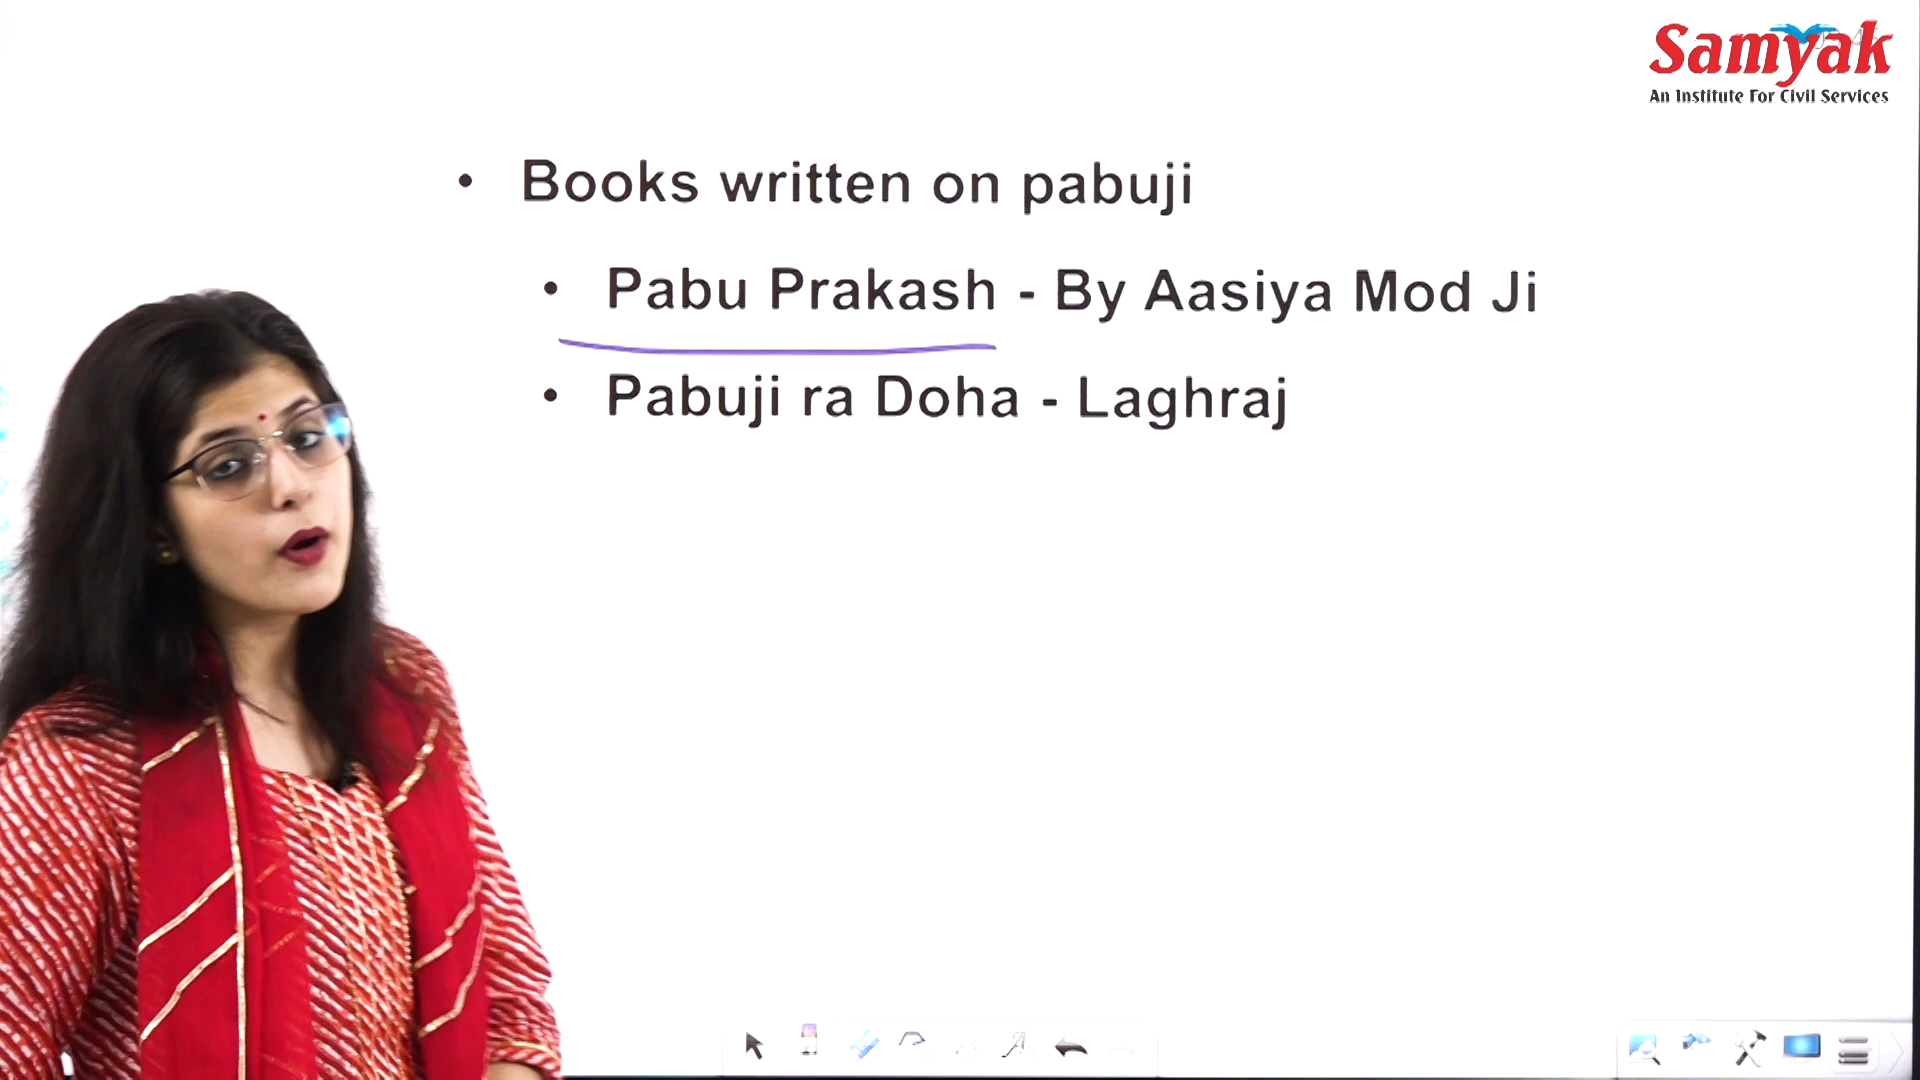 Samyak
An Institute For Civil Services
• Books written on pabuji
• Pabu Prakash - By Aasiya Mod Ji
• Pabuji ra Doha - Laghraj